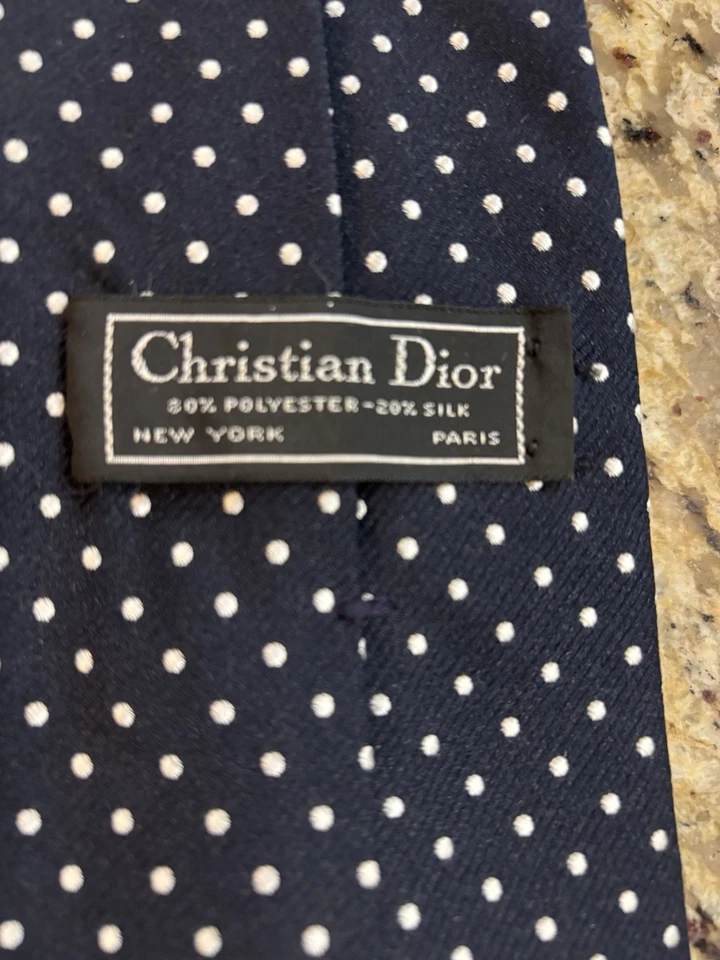 Christian Dior
80% POLYESTER-20% SILK
NEW YORK PARIS